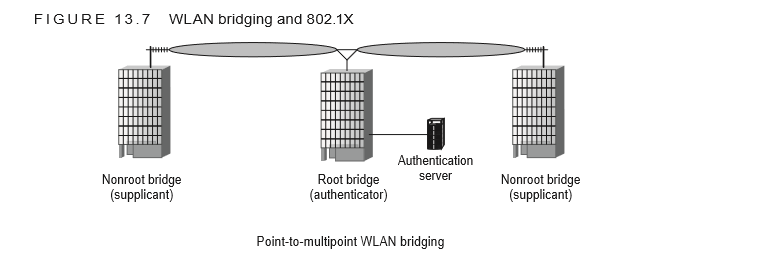 FIGURE 13.7 WLAN bridging and 802.1X
Authentication
server
Nonroot bridge
(supplicant)
Root bridge
(authenticator)
Nonroot bridge
(supplicant)
Point-to-multipoint WLAN bridging